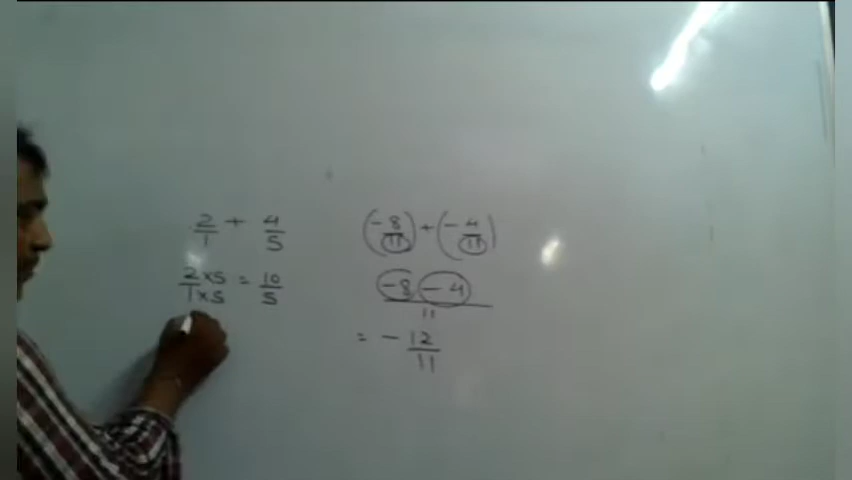 2/1 + 4/5
2×5/1×5 = 10/5
(-8/11) + (-4/11)
-8 - 4/11
= - 12/11